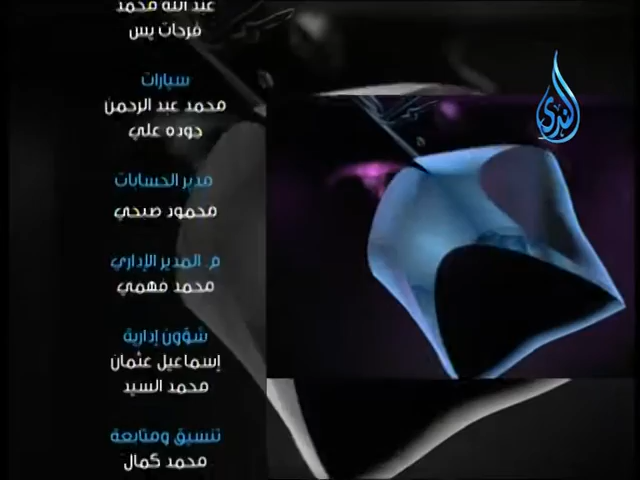 عبد الله محمد
فرحات يس
سيارات
محمد عبد الرحمن
جوده علي
مدير الحسابات
محمود صبحي
م. المدير الإداري
محمد فهمي
شؤون إدارية
إسماعيل عثمان
محمد السيد
تنسيق ومتابعة
محمد كمال
الندى